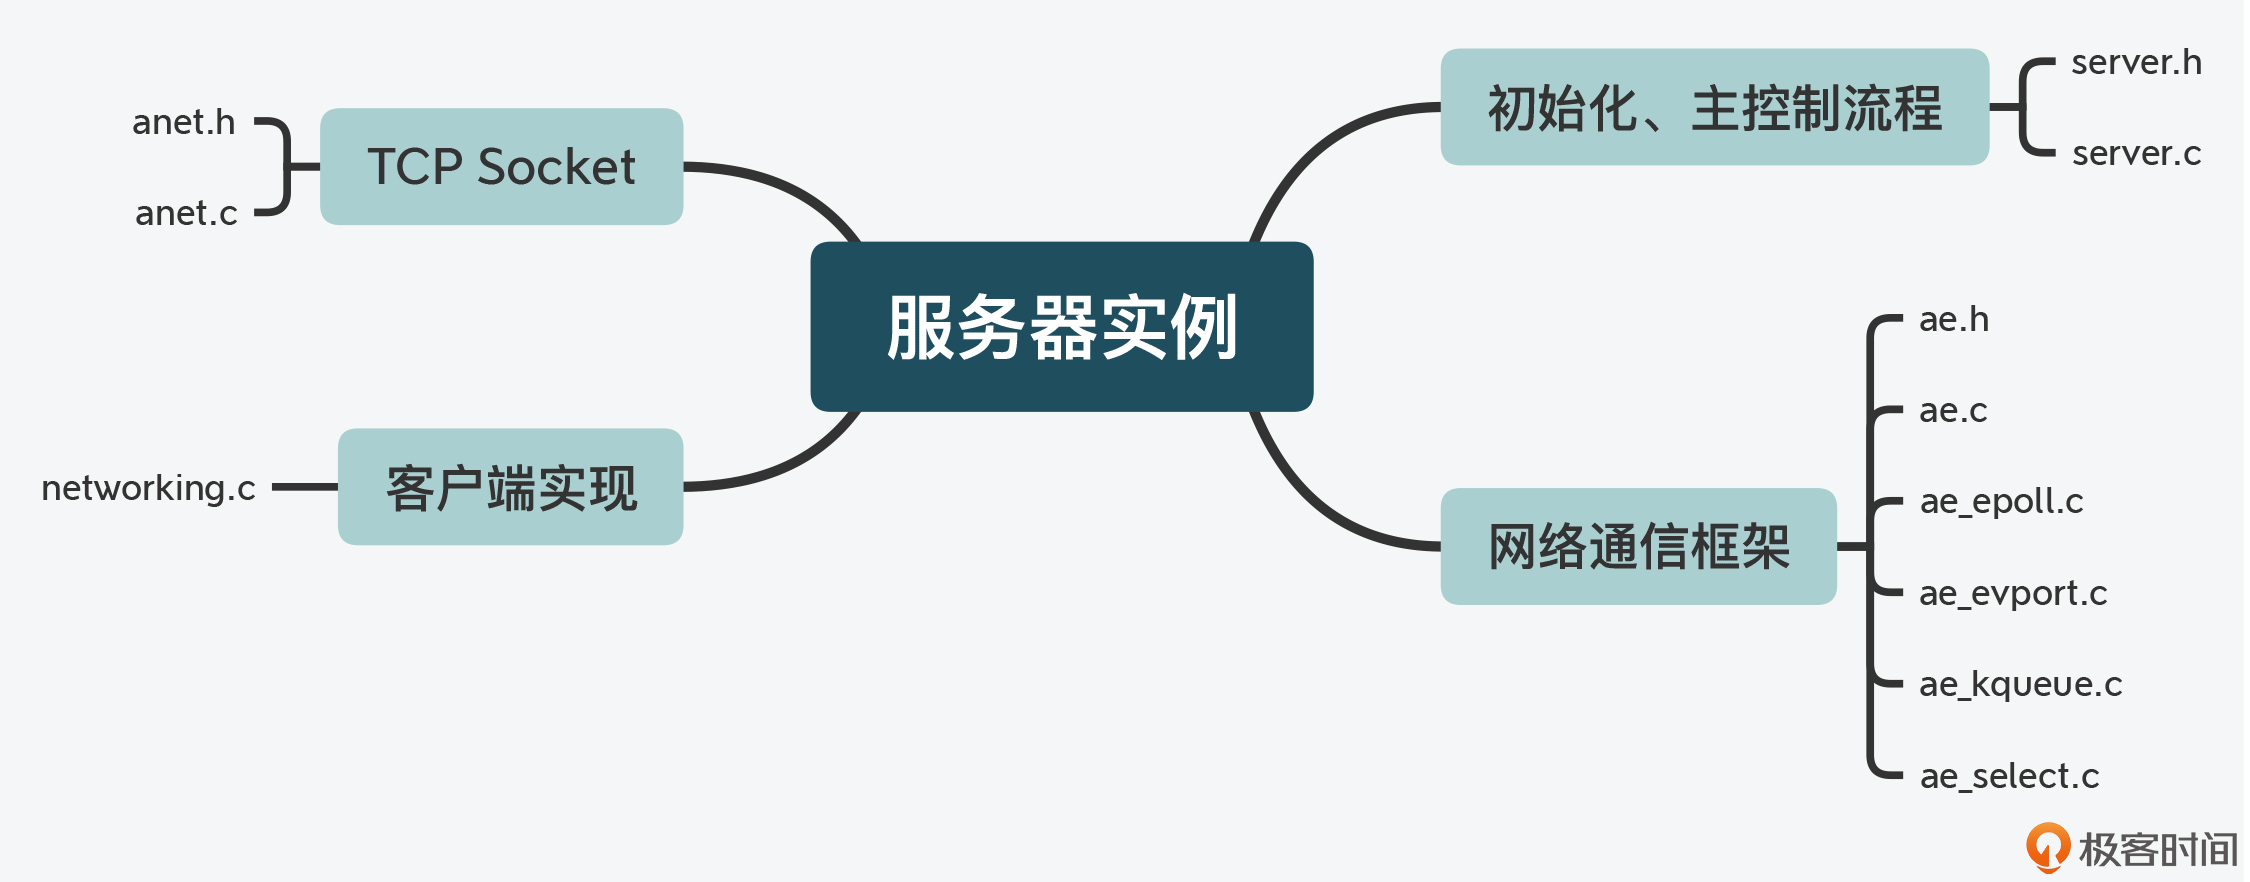 服务器实例
TCP Socket
anet.h
anet.c
客户端实现
networking.c
初始化、主控制流程
server.h
server.c
网络通信框架
ae.h
ae.c
ae_epoll.c
ae_evport.c
ae_kqueue.c
ae_select.c
极客时间